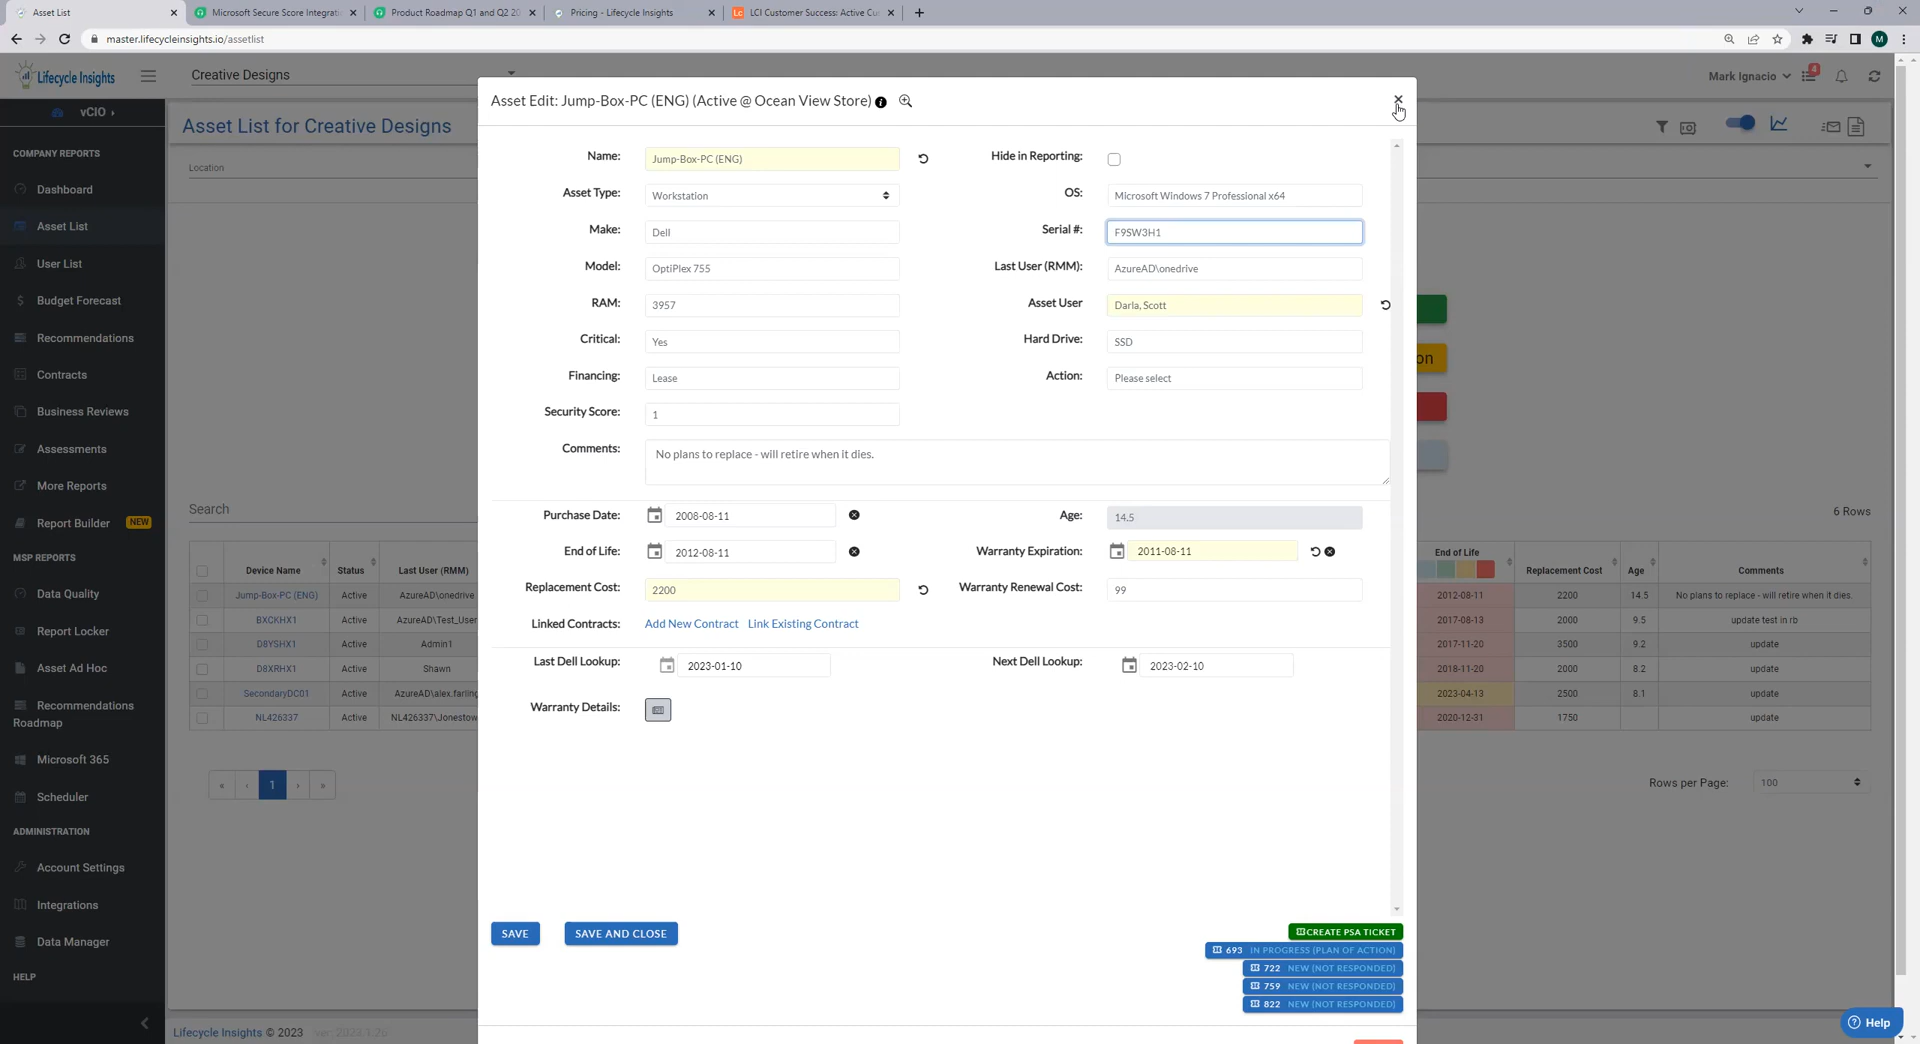 Asset List
Microsoft Secure Score Integrati
Product Roadmap Q1 and Q2 20
Pricing - Lifecycle Insights
LCI Customer Success: Active Cu
master.lifecycleinsights.io/assetlist
M
Lifecycle Insights
Creative Designs
Mark Ignacio
4
vCIO
COMPANY REPORTS
Dashboard
Asset List
User List
Budget Forecast
Recommendations
Contracts
Business Reviews
Assessments
More Reports
Report Builder NEW
MSP REPORTS
Data Quality
Report Locker
Asset Ad Hoc
Recommendations
Roadmap
Microsoft 365
Scheduler
ADMINISTRATION
Account Settings
Integrations
Data Manager
HELP
Asset List for Creative Designs
Location
Search
6 Rows
Device Name Status Last User (RMM)
Jump-Box-PC (ENG) Active AzureAD\onedrive
BXCKHX1 Active AzureAD\Test_User
D8YSHX1 Active Admin1
D8XRHX1 Active Shawn
SecondaryDC01 Active AzureAD\alex.farling
NL426337 Active NL426337\Jonestow
End of Life Replacement Cost Age Comments
2012-08-11 2200 14.5 No plans to replace - will retire when it dies.
2017-08-13 2000 9.5 update test in rb
2017-11-20 3500 9.2 update
2018-11-20 2000 8.2 update
2023-04-13 2500 8.1 update
2020-12-31 1750 update
« ‹ 1 › »
Rows per Page: 100
Lifecycle Insights © 2023 ver: 2023.1.26
Help
on
Asset Edit: Jump-Box-PC (ENG) (Active @ Ocean View Store)
Name: Jump-Box-PC (ENG)
Hide in Reporting:
Asset Type: Workstation
OS: Microsoft Windows 7 Professional x64
Make: Dell
Serial #: F9SW3H1
Model: OptiPlex 755
Last User (RMM): AzureAD\onedrive
RAM: 3957
Asset User Darla, Scott
Critical: Yes
Hard Drive: SSD
Financing: Lease
Action: Please select
Security Score: 1
Comments: No plans to replace - will retire when it dies.
Purchase Date: 2008-08-11
Age: 14.5
End of Life: 2012-08-11
Warranty Expiration: 2011-08-11
Replacement Cost: 2200
Warranty Renewal Cost: 99
Linked Contracts: Add New Contract Link Existing Contract
Last Dell Lookup: 2023-01-10
Next Dell Lookup: 2023-02-10
Warranty Details:
SAVE
SAVE AND CLOSE
CREATE PSA TICKET
693 IN PROGRESS (PLAN OF ACTION)
722 NEW (NOT RESPONDED)
759 NEW (NOT RESPONDED)
822 NEW (NOT RESPONDED)